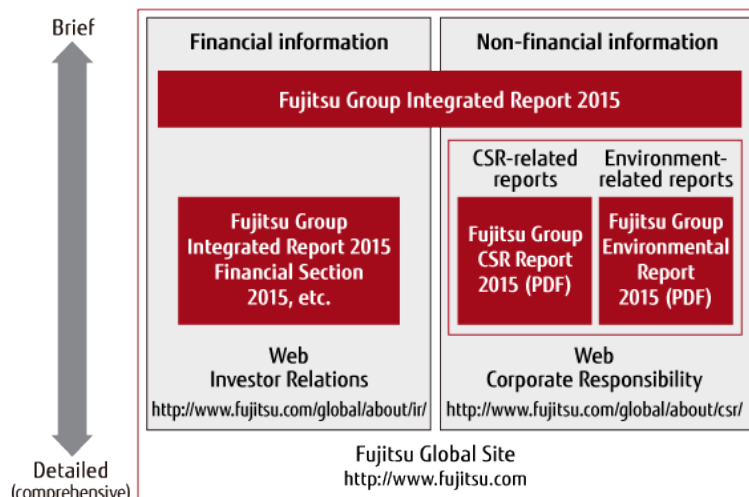 Brief
Financial information
Non-financial information
Fujitsu Group Integrated Report 2015
CSR-related
reports
Environment-
related reports
Fujitsu Group
Integrated Report 2015
Financial Section
2015, etc.
Fujitsu Group
CSR Report
2015 (PDF)
Fujitsu Group
Environmental
Report
2015 (PDF)
Web
Investor Relations
http://www.fujitsu.com/global/about/ir/
Web
Corporate Responsibility
http://www.fujitsu.com/global/about/csr/
Detailed
(comprehensive)
Fujitsu Global Site
http://www.fujitsu.com